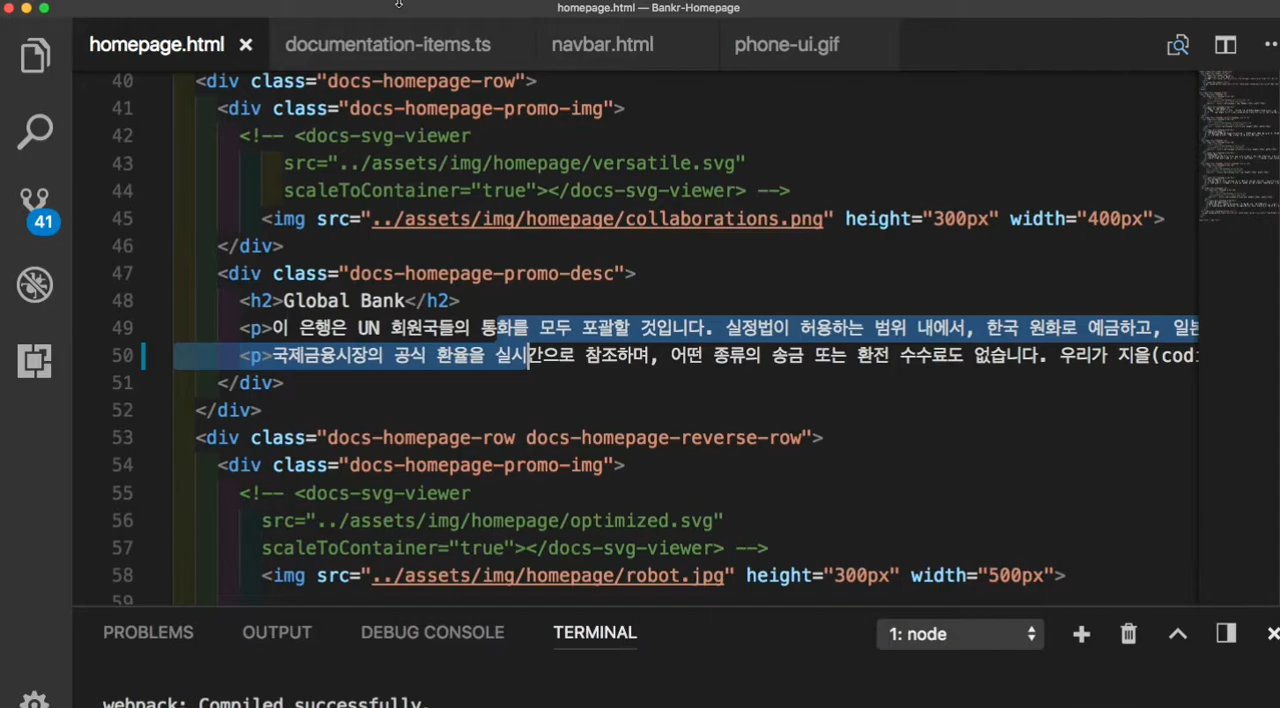 homepage.html — Bankr-Homepage
homepage.html documentation-items.ts navbar.html phone-ui.gif
40 <div class="docs-homepage-row">
41 <div class="docs-homepage-promo-img">
42 <!-- <docs-svg-viewer
43 src="../assets/img/homepage/versatile.svg"
44 scaleToContainer="true"></docs-svg-viewer> -->
45 <img src="../assets/img/homepage/collaborations.png" height="300px" width="400px">
46 </div>
47 <div class="docs-homepage-promo-desc">
48 <h2>Global Bank</h2>
49 <p>이 은행은 UN 회원국들의 통화를 모두 포괄할 것입니다. 실정법이 허용하는 범위 내에서, 한국 원화로 예금하고, 일본
50 <p>국제금융시장의 공식 환율을 실시간으로 참조하며, 어떤 종류의 송금 또는 환전 수수료도 없습니다. 우리가 지을(codi
51 </div>
52 </div>
53 <div class="docs-homepage-row docs-homepage-reverse-row">
54 <div class="docs-homepage-promo-img">
55 <!-- <docs-svg-viewer
56 src="../assets/img/homepage/optimized.svg"
57 scaleToContainer="true"></docs-svg-viewer> -->
58 <img src="../assets/img/homepage/robot.jpg" height="300px" width="500px">
59
41
PROBLEMS OUTPUT DEBUG CONSOLE TERMINAL 1: node
webpack: Compiled successfully.